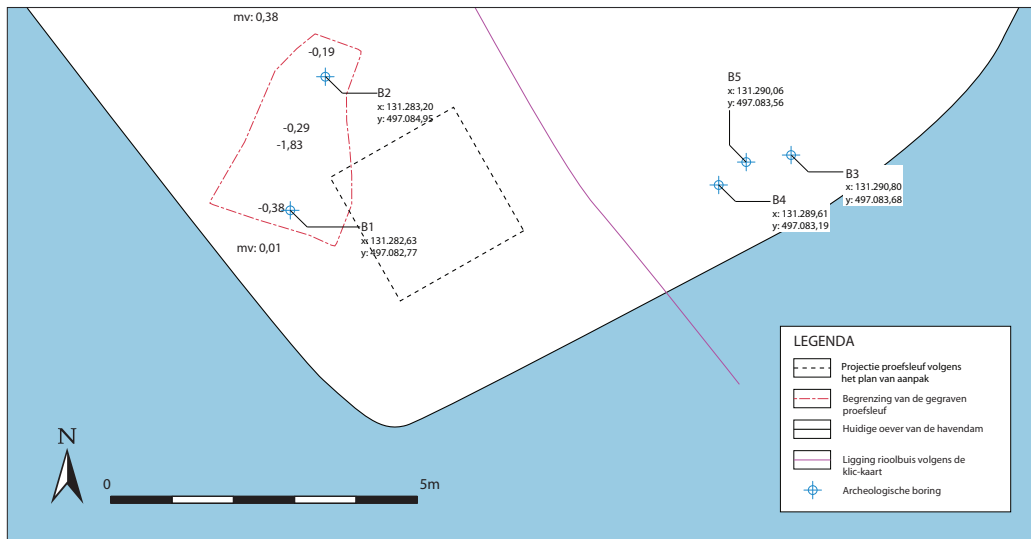 mv: 0,38
-0,19
B2
x: 131.283,20
y: 497.084,95
-0,29
-1,83
-0,38
B1
x: 131.282,63
y: 497.082,77
mv: 0,01
B5
x: 131.290,06
y: 497.083,56
B3
x: 131.290,80
y: 497.083,68
B4
x: 131.289,61
y: 497.083,19
LEGENDA
Projectie proefsleuf volgens
het plan van aanpak
Begrenzing van de gegraven
proefsleuf
Huidige oever van de havendam
Ligging rioolbuis volgens de
klic-kaart
Archeologische boring
N
0
5m